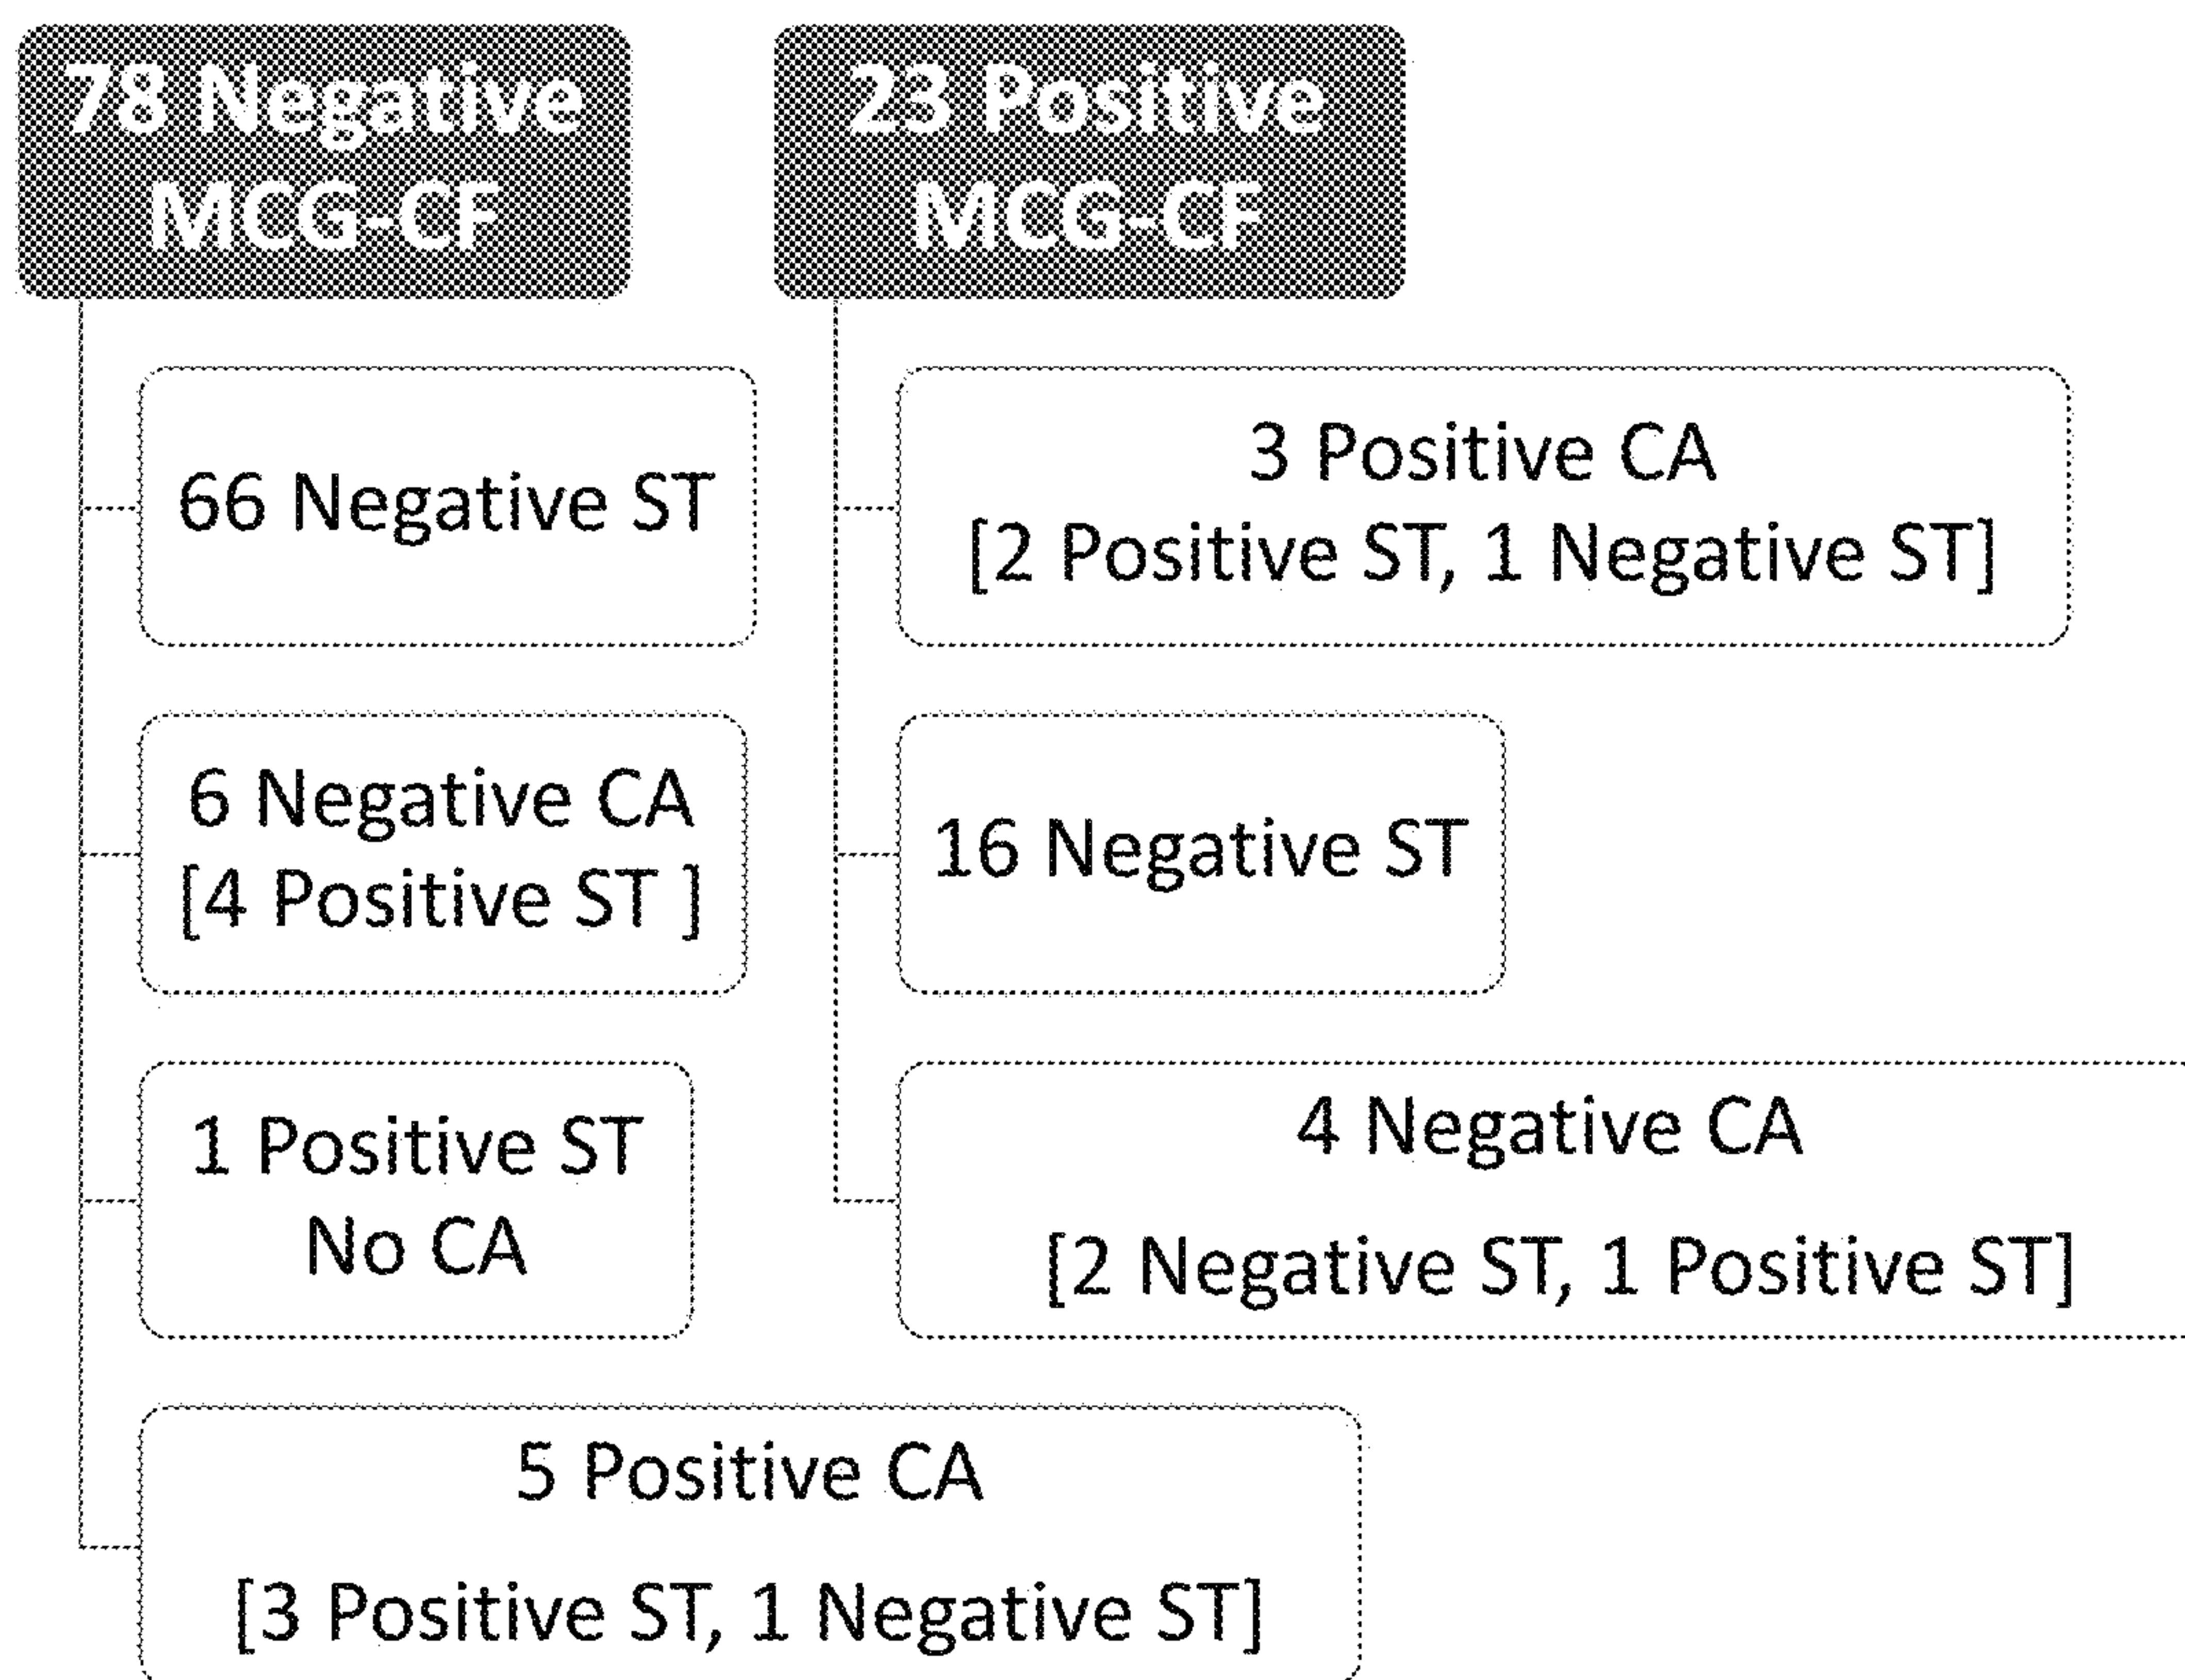 78 Negative
MCG-CF
66 Negative ST
6 Negative CA
[4 Positive ST ]
1 Positive ST
No CA
5 Positive CA
[3 Positive ST, 1 Negative ST]
23 Positive
MCG-CF
3 Positive CA
[2 Positive ST, 1 Negative ST]
16 Negative ST
4 Negative CA
[2 Negative ST, 1 Positive ST]